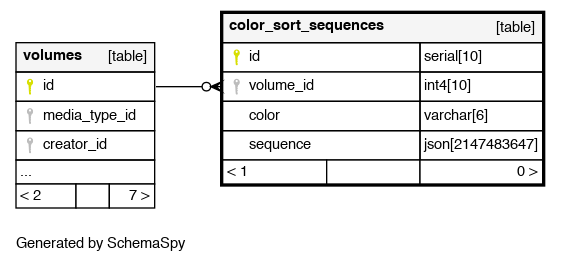 color_sort_sequences [table]
volumes [table]
id serial[10]
id
volume_id int4[10]
media_type_id
color varchar[6]
creator_id
sequence json[2147483647]
...
< 1 0 >
< 2 7 >
Generated by SchemaSpy